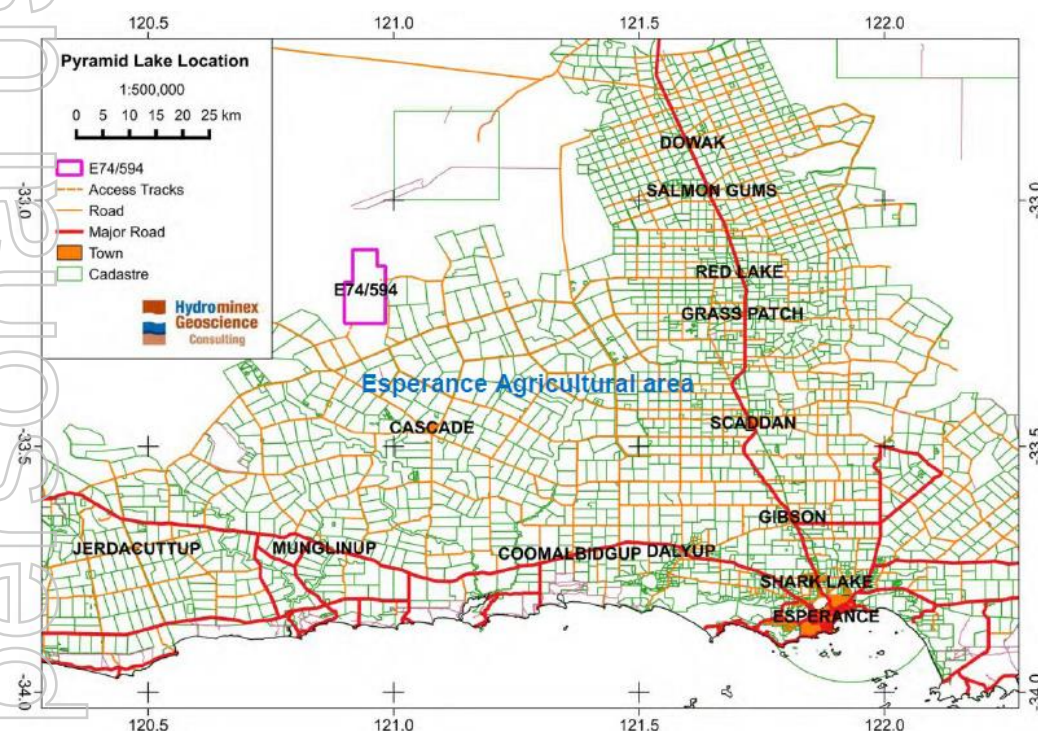 120.5 121.0 121.5 122.0
Pyramid Lake Location
1:500,000
0 5 10 15 20 25 km
E74/594
Access Tracks
Road
Major Road
Town
Cadastre
Hydrominex
Geoscience
Consulting
DOWAK
-33.0 SALMON GUMS -33.0
RED LAKE
E74/594
GRASS PATCH
Esperance Agricultural area
CASCADE SCADDAN
-33.5 -33.5
GIBSON
JERDACUTTUP MUNGLINUP COOMALBIDGUP DALYUP
SHARK LAKE
ESPERANCE
-34.0 -34.0
120.5 121.0 121.5 122.0